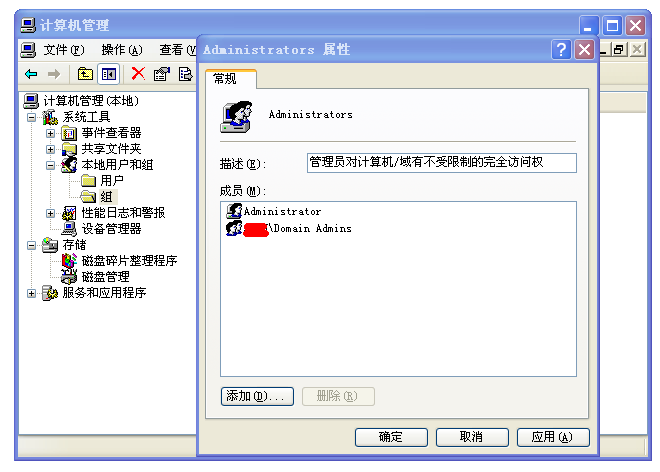 计算机管理
文件(F) 操作(A) 查看(V
计算机管理(本地)
系统工具
事件查看器
共享文件夹
本地用户和组
用户
组
性能日志和警报
设备管理器
存储
磁盘碎片整理程序
磁盘管理
服务和应用程序
Administrators 属性
常规
Administrators
描述(E): 管理员对计算机/域有不受限制的完全访问权
成员(M):
Administrator
\Domain Admins
添加(D)... 删除(R)
确定 取消 应用(A)